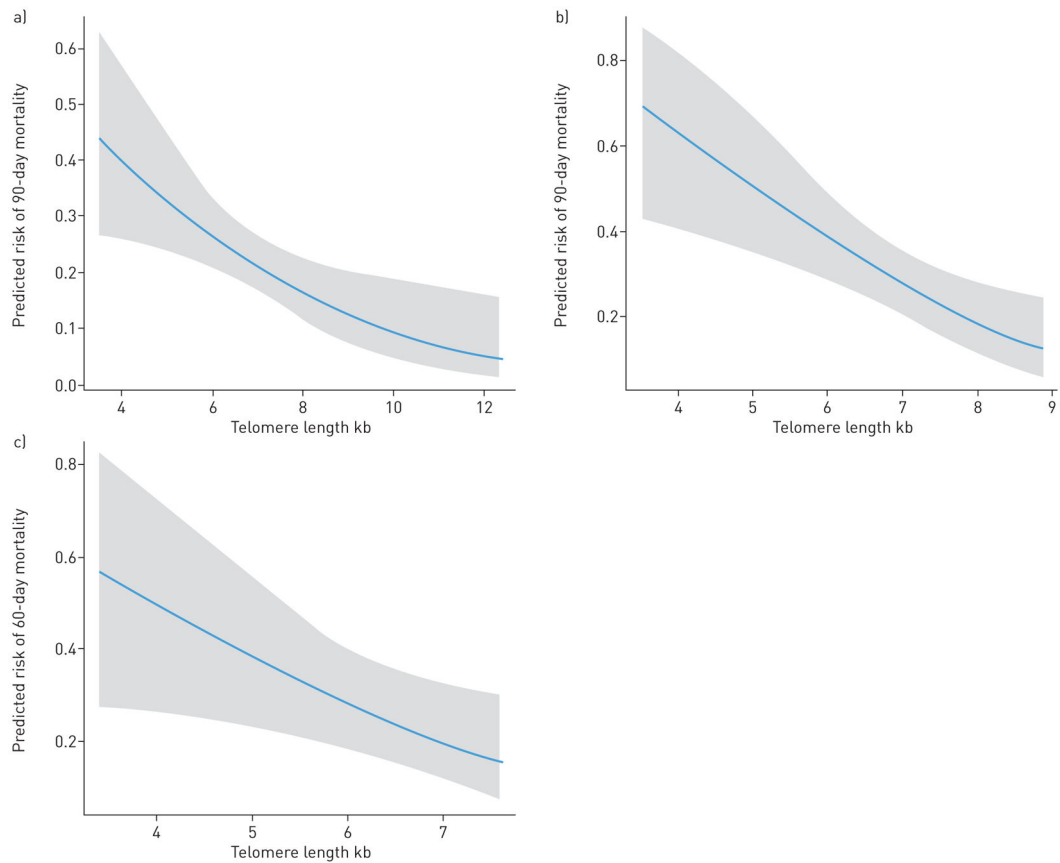 a)
Predicted risk of 90-day mortality
0.6
0.5
0.4
0.3
0.2
0.1
0.0
4 6 8 10 12
Telomere length kb
b)
Predicted risk of 90-day mortality
0.8
0.6
0.4
0.2
4 5 6 7 8 9
Telomere length kb
c)
Predicted risk of 60-day mortality
0.8
0.6
0.4
0.2
4 5 6 7
Telomere length kb